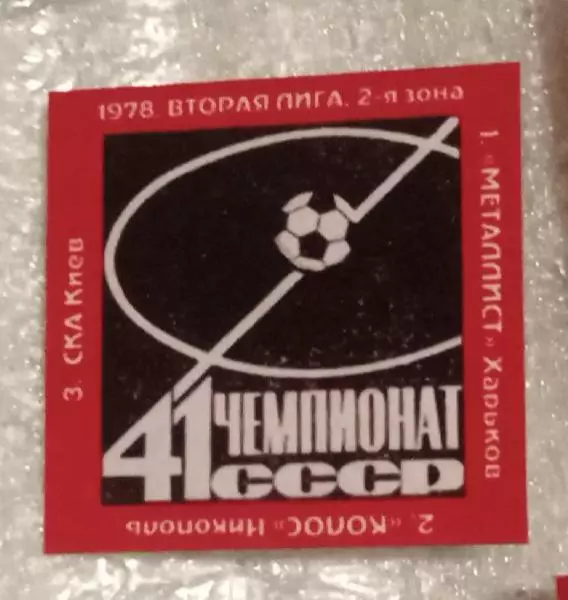 1978. ВТОРАЯ ЛИГА. 2-я зона
1. «МЕТАЛЛИСТ» Харьков
2. «КОЛОС» Никополь
3. СКА Киев
41 ЧЕМПИОНАТ
СССР